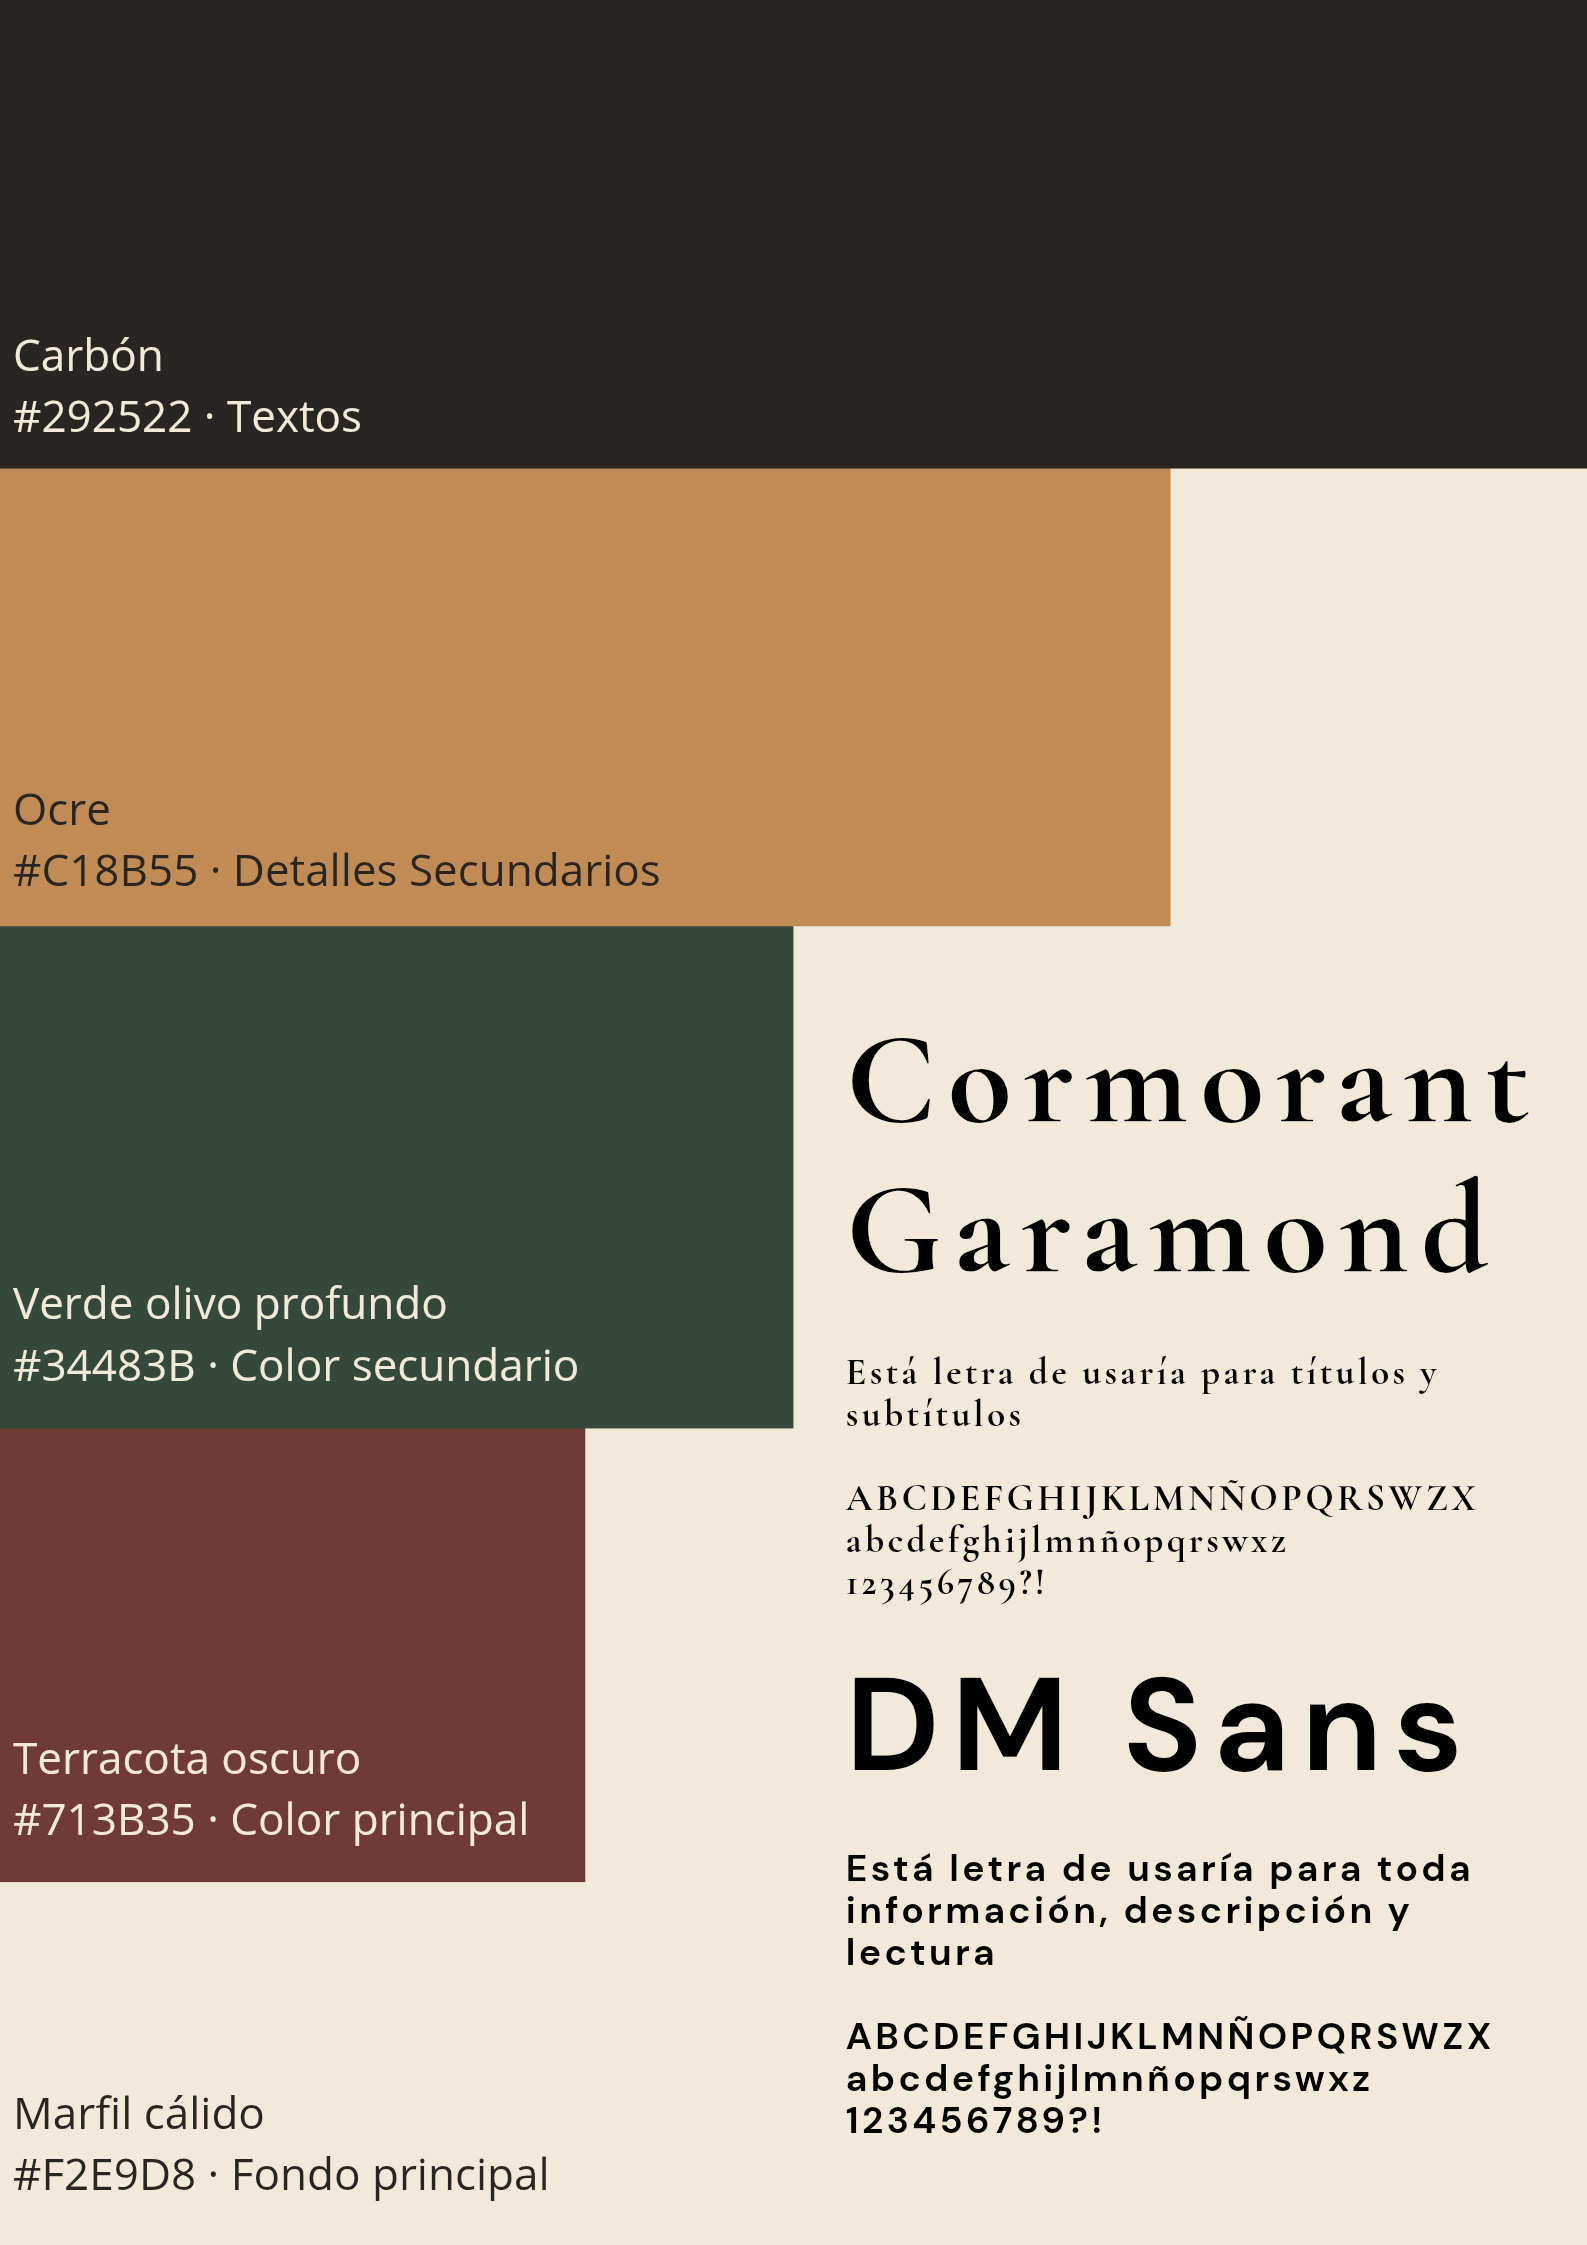 Carbón
#292522 · Textos
Ocre
#C18B55 · Detalles Secundarios
Verde olivo profundo
#34483B · Color secundario
Terracota oscuro
#713B35 · Color principal
Marfil cálido
#F2E9D8 · Fondo principal
Cormorant
Garamond
Está letra de usaría para títulos y
subtítulos
ABCDEFGHIJKLMNÑOPQRSWZX
abcdefghijlmnñopqrswxz
123456789?!
DM Sans
Está letra de usaría para toda
información, descripción y
lectura
ABCDEFGHIJKLMNÑOPQRSWZX
abcdefghijlmnñopqrswxz
123456789?!